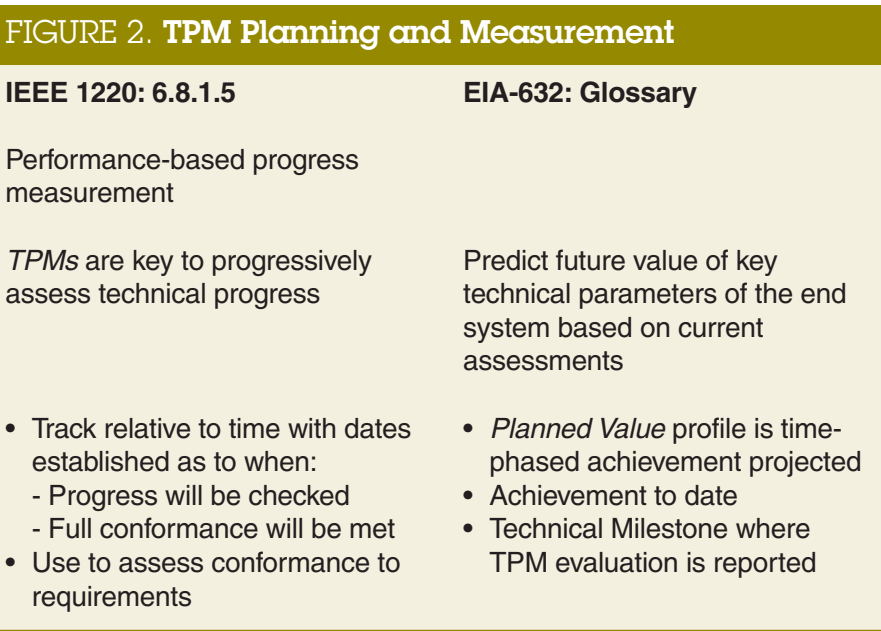 FIGURE 2. TPM Planning and Measurement
IEEE 1220: 6.8.1.5
Performance-based progress
measurement
TPMs are key to progressively
assess technical progress
• Track relative to time with dates
established as to when:
- Progress will be checked
- Full conformance will be met
• Use to assess conformance to
requirements
EIA-632: Glossary
Predict future value of key
technical parameters of the end
system based on current
assessments
• Planned Value profile is time-
phased achievement projected
• Achievement to date
• Technical Milestone where
TPM evaluation is reported